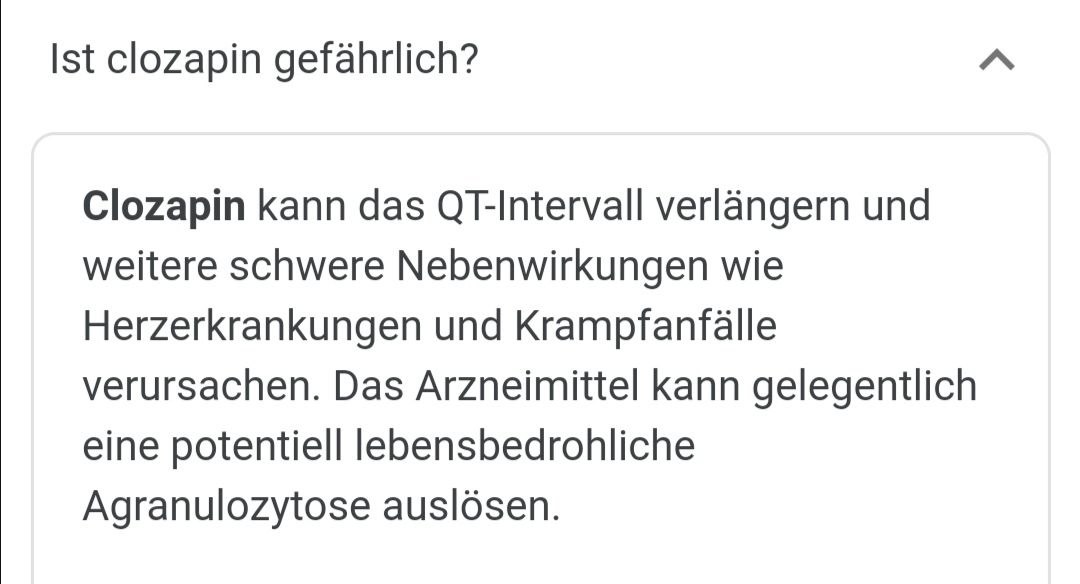 Ist clozapin gefährlich?
Clozapin kann das QT-Intervall verlängern und
weitere schwere Nebenwirkungen wie
Herzerkrankungen und Krampfanfälle
verursachen. Das Arzneimittel kann gelegentlich
eine potentiell lebensbedrohliche
Agranulozytose auslösen.